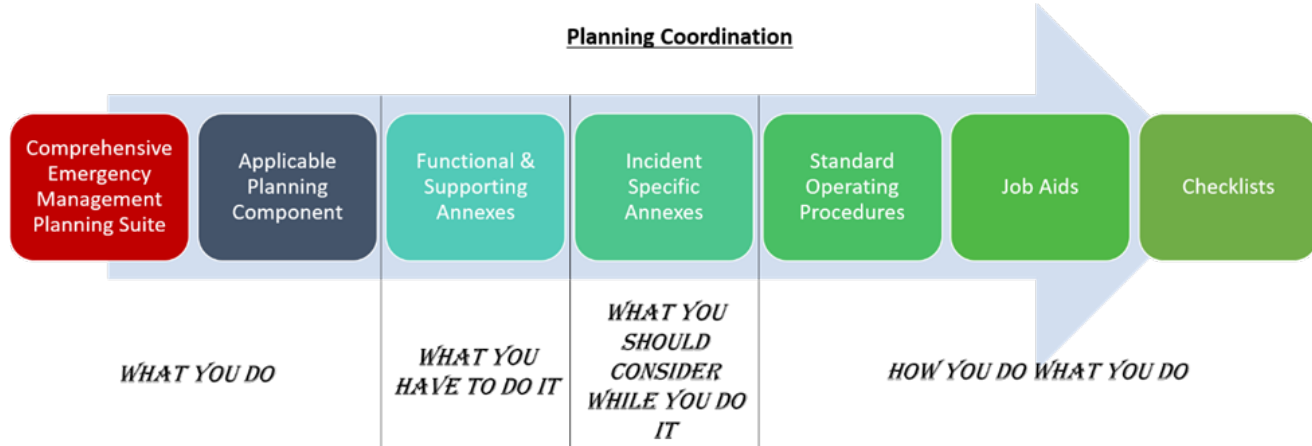 Planning Coordination
Comprehensive
Emergency
Management
Planning Suite
Applicable
Planning
Component
Functional &
Supporting
Annexes
Incident
Specific
Annexes
Standard
Operating
Procedures
Job Aids
Checklists
WHAT YOU DO
WHAT YOU
HAVE TO DO IT
WHAT YOU
SHOULD
CONSIDER
WHILE YOU DO
IT
HOW YOU DO WHAT YOU DO